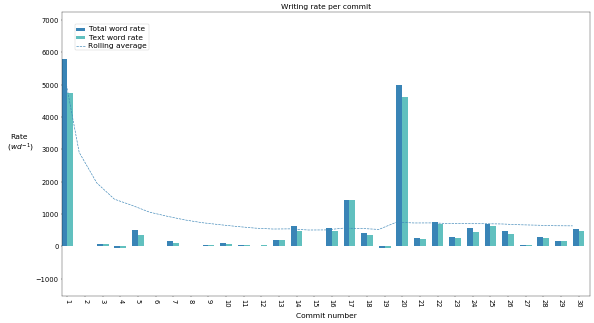 Writing rate per commit
Total word rate
Text word rate
Rolling average
7000
6000
5000
4000
3000
2000
1000
0
−1000
Rate
(wd⁻¹)
1 2 3 4 5 6 7 8 9 10 11 12 13 14 15 16 17 18 19 20 21 22 23 24 25 26 27 28 29 30
Commit number